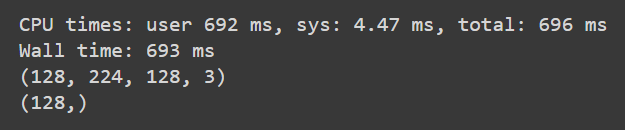 CPU times: user 692 ms, sys: 4.47 ms, total: 696 ms
Wall time: 693 ms
(128, 224, 128, 3)
(128,)